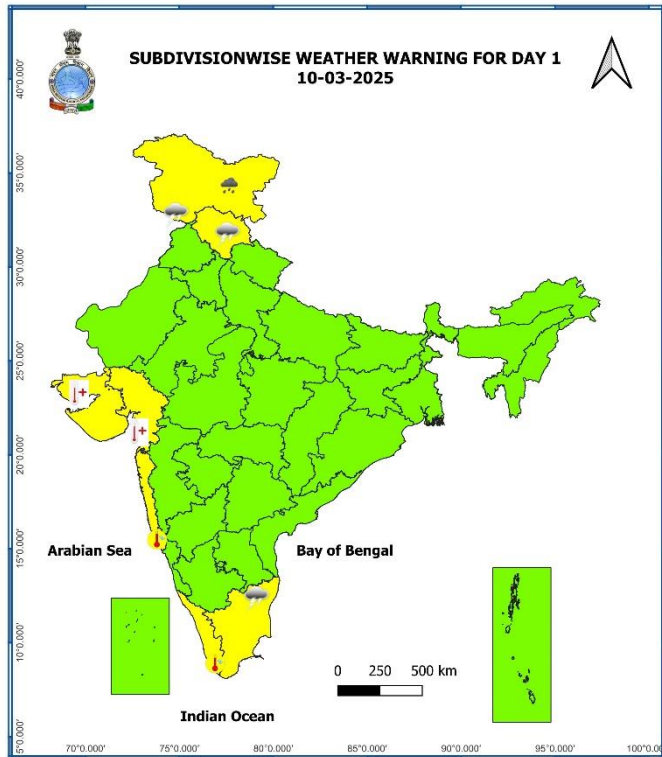 SUBDIVISIONWISE WEATHER WARNING FOR DAY 1
10-03-2025
40°0.000'
35°0.000'
30°0.000'
25°0.000'
20°0.000'
15°0.000'
10°0.000'
5°0.000'
Arabian Sea
Bay of Bengal
0 250 500 km
Indian Ocean
70°0.000' 75°0.000' 80°0.000' 85°0.000' 90°0.000' 95°0.000' 100°0.000'